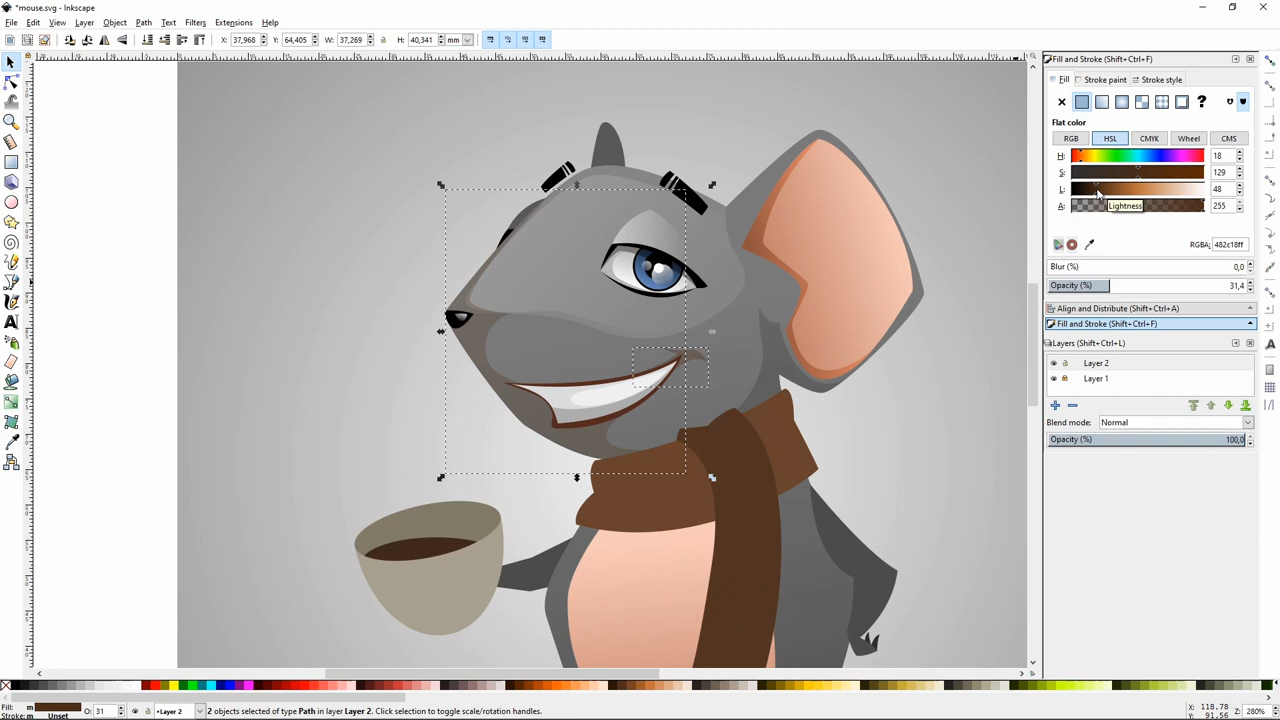 *mouse.svg - Inkscape
File Edit View Layer Object Path Text Filters Extensions Help
X: 37,968 Y: 64,405 W: 37,269 H: 40,341 mm
Fill and Stroke (Shift+Ctrl+F)
Fill Stroke paint Stroke style
?
Flat color
RGB HSL CMYK Wheel CMS
H: 18
S: 129
L: 48
A: 255
Lightness
RGBA: 482c18ff
Blur (%) 0,0
Opacity (%) 31,4
Align and Distribute (Shift+Ctrl+A)
Fill and Stroke (Shift+Ctrl+F)
Layers (Shift+Ctrl+L)
Layer 2
Layer 1
Blend mode: Normal
Opacity (%) 100,0
Fill: m
Stroke: m Unset
O: 31
•Layer 2
2 objects selected of type Path in layer Layer 2. Click selection to toggle scale/rotation handles.
X: 118,78
Y: 91,56
Z: 280%